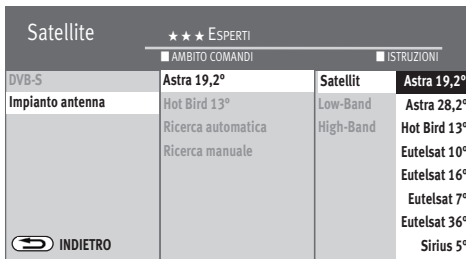 Satellite
★★★ ESPERTI
AMBITO COMANDI ISTRUZIONI
DVB-S Astra 19,2° Satellit Astra 19,2°
Impianto antenna Hot Bird 13° Low-Band Astra 28,2°
Ricerca automatica High-Band Hot Bird 13°
Ricerca manuale Eutelsat 10°
Eutelsat 16°
Eutelsat 7°
Eutelsat 36°
INDIETRO Sirius 5°